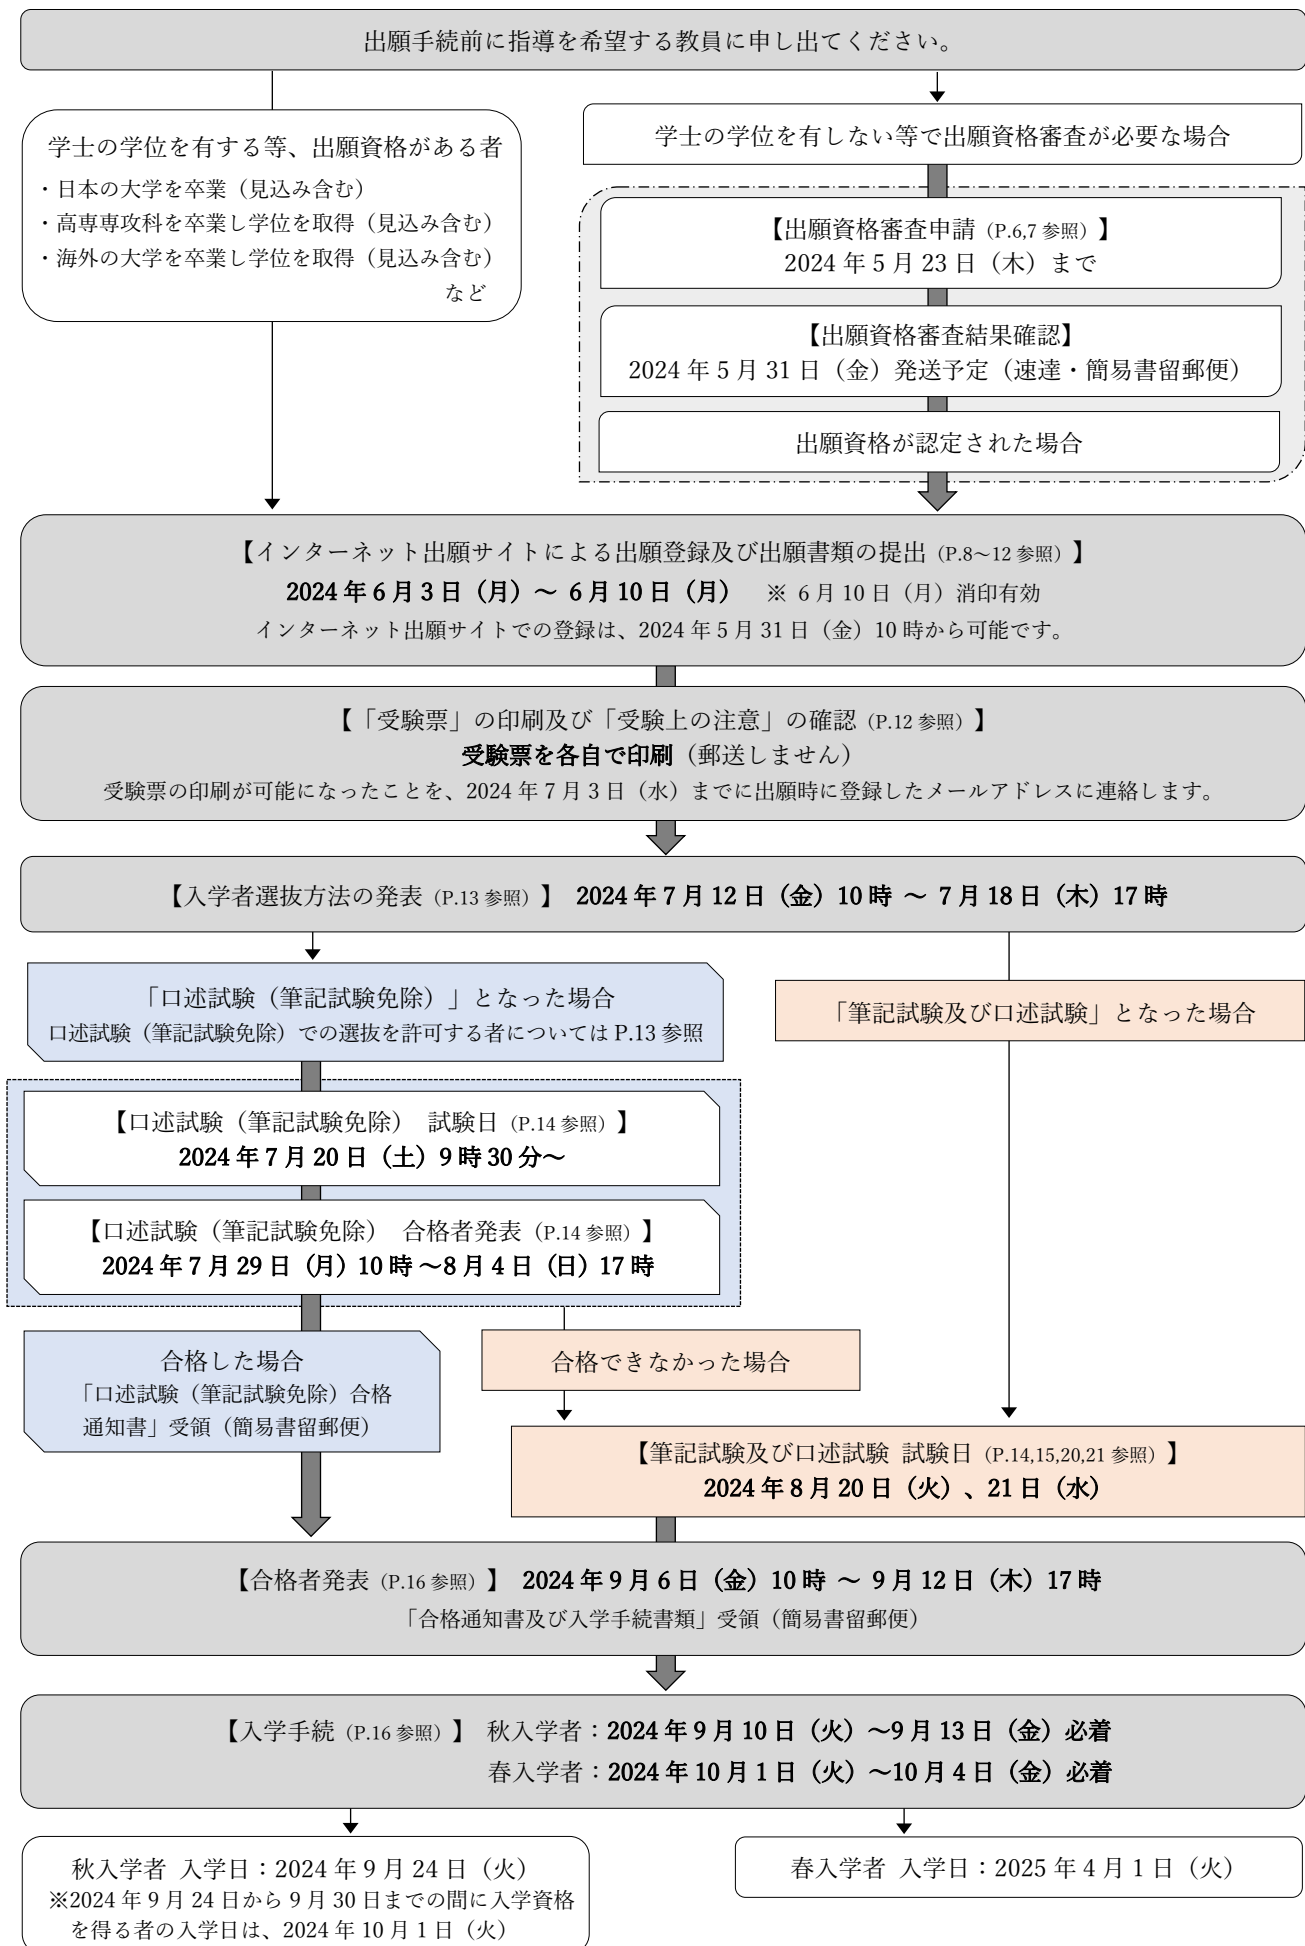 出願手続前に指導を希望する教員に申し出てください。
学士の学位を有する等、出願資格がある者
・日本の大学を卒業（見込み含む）
・高専専攻科を卒業し学位を取得（見込み含む）
・海外の大学を卒業し学位を取得（見込み含む）
など
学士の学位を有しない等で出願資格審査が必要な場合
【出願資格審査申請（P.6,7 参照）】
2024 年 5 月 23 日（木）まで
【出願資格審査結果確認】
2024 年 5 月 31 日（金）発送予定（速達・簡易書留郵便）
出願資格が認定された場合
【インターネット出願サイトによる出願登録及び出願書類の提出（P.8～12 参照）】
2024 年 6 月 3 日（月）～ 6 月 10 日（月） ※ 6 月 10 日（月）消印有効
インターネット出願サイトでの登録は、2024 年 5 月 31 日（金）10 時から可能です。
【「受験票」の印刷及び「受験上の注意」の確認（P.12 参照）】
受験票を各自で印刷（郵送しません）
受験票の印刷が可能になったことを、2024 年 7 月 3 日（水）までに出願時に登録したメールアドレスに連絡します。
【入学者選抜方法の発表（P.13 参照）】 2024 年 7 月 12 日（金）10 時 ～ 7 月 18 日（木）17 時
「口述試験（筆記試験免除）」となった場合
口述試験（筆記試験免除）での選抜を許可する者については P.13 参照
「筆記試験及び口述試験」となった場合
【口述試験（筆記試験免除） 試験日（P.14 参照）】
2024 年 7 月 20 日（土）9 時 30 分～
【口述試験（筆記試験免除） 合格者発表（P.14 参照）】
2024 年 7 月 29 日（月）10 時 ～8 月 4 日（日）17 時
合格した場合
「口述試験（筆記試験免除）合格
通知書」受領（簡易書留郵便）
合格できなかった場合
【筆記試験及び口述試験 試験日（P.14,15,20,21 参照）】
2024 年 8 月 20 日（火）、21 日（水）
【合格者発表（P.16 参照）】 2024 年 9 月 6 日（金）10 時 ～ 9 月 12 日（木）17 時
「合格通知書及び入学手続書類」受領（簡易書留郵便）
【入学手続（P.16 参照）】 秋入学者：2024 年 9 月 10 日（火）～9 月 13 日（金）必着
春入学者：2024 年 10 月 1 日（火）～10 月 4 日（金）必着
秋入学者 入学日：2024 年 9 月 24 日（火）
※2024 年 9 月 24 日から 9 月 30 日までの間に入学資格
を得る者の入学日は、2024 年 10 月 1 日（火）
春入学者 入学日：2025 年 4 月 1 日（火）